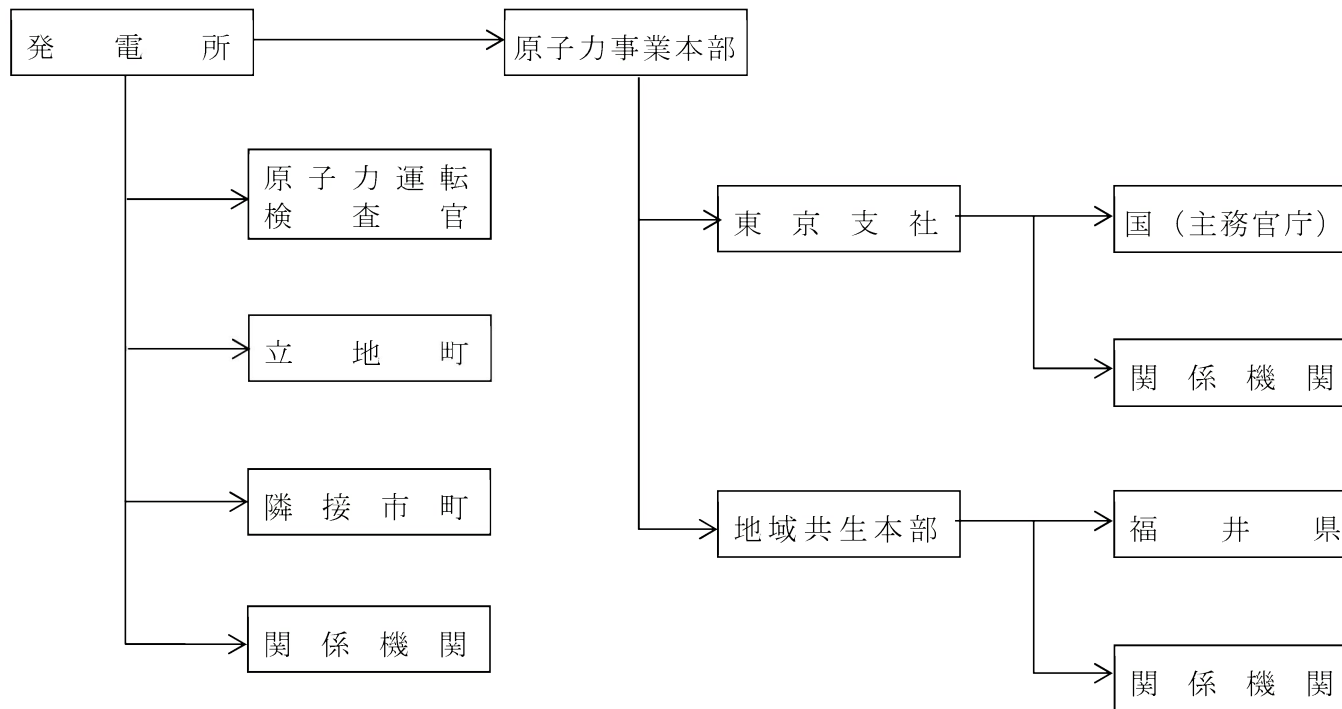 発電所
原子力事業本部
原子力運転
検査官
東京支社
国（主務官庁）
立地町
関係機関
隣接市町
地域共生本部
福井県
関係機関
関係機関